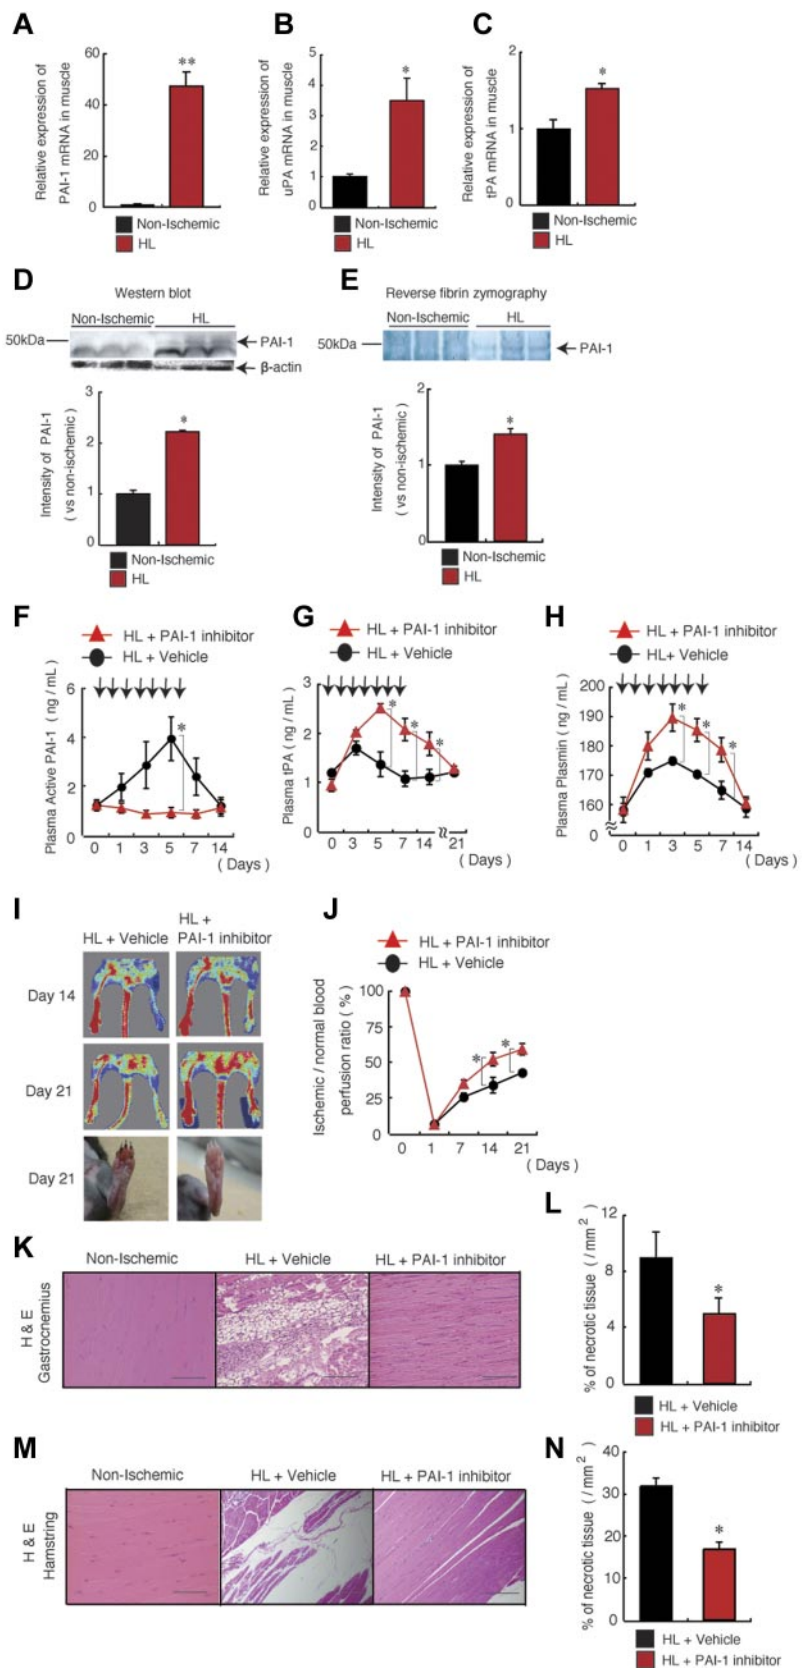 A
Relative expression of
PAI-1 mRNA in muscle
60
40
20
0
**
Non-Ischemic
HL
B
Relative expression of
uPA mRNA in muscle
5
4
3
2
1
0
*
Non-Ischemic
HL
C
Relative expression of
tPA mRNA in muscle
2
1
0
*
Non-Ischemic
HL
D
Western blot
Non-Ischemic HL
50kDa
PAI-1
β-actin
Intensity of PAI-1
( vs non-ischemic )
3
2
1
0
*
Non-Ischemic
HL
E
Reverse fibrin zymography
Non-Ischemic HL
50kDa
PAI-1
Intensity of PAI-1
( vs non-ischemic )
2
1
0
*
Non-Ischemic
HL
F
HL + PAI-1 inhibitor
HL + Vehicle
Plasma Active PAI-1 ( ng / mL )
6
4
2
0
*
0 1 3 5 7 14
( Days )
G
HL + PAI-1 inhibitor
HL + Vehicle
Plasma tPA ( ng / mL )
3
2
1
0
* * *
0 3 5 7 14 21
( Days )
H
HL + PAI-1 inhibitor
HL+ Vehicle
Plasma Plasmin ( ng / mL )
200
190
180
170
160
0
* * *
0 1 3 5 7 14
( Days )
I
HL + Vehicle
HL +
PAI-1 inhibitor
Day 14
Day 21
Day 21
J
HL + PAI-1 inhibitor
HL + Vehicle
Ischemic / normal blood
perfusion ratio ( % )
100
75
50
25
0
* *
0 1 7 14 21
( Days )
K
Non-Ischemic HL + Vehicle HL + PAI-1 inhibitor
H & E
Gastrocnemius
L
% of necrotic tissue ( / mm²)
12
8
4
0
*
HL + Vehicle
HL + PAI-1 inhibitor
M
Non-Ischemic HL + Vehicle HL + PAI-1 inhibitor
H & E
Hamstring
N
% of necrotic tissue ( / mm²)
40
30
20
10
0
*
HL + Vehicle
HL + PAI-1 inhibitor